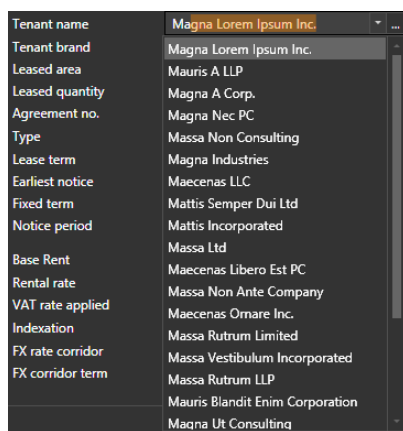 Tenant name Magna Lorem Ipsum Inc. ...
Tenant brand Magna Lorem Ipsum Inc.
Leased area Mauris A LLP
Leased quantity Magna A Corp.
Agreement no. Magna Nec PC
Type Massa Non Consulting
Lease term Magna Industries
Earliest notice Maecenas LLC
Fixed term Mattis Semper Dui Ltd
Notice period Mattis Incorporated
Massa Ltd
Base Rent Maecenas Libero Est PC
Rental rate Massa Non Ante Company
VAT rate applied Maecenas Ornare Inc.
Indexation Massa Rutrum Limited
FX rate corridor Massa Vestibulum Incorporated
FX corridor term Massa Rutrum LLP
Mauris Blandit Enim Corporation
Magna Ut Consulting